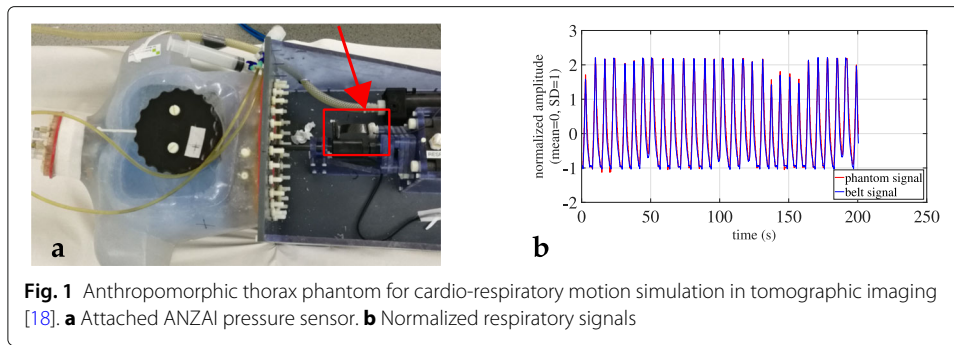 a
b
normalized amplitude
(mean=0, SD=1)
3
2
1
0
-1
-2
0
50
100
150
200
250
time (s)
phantom signal
belt signal
Fig. 1 Anthropomorphic thorax phantom for cardio-respiratory motion simulation in tomographic imaging
[18]. a Attached ANZAI pressure sensor. b Normalized respiratory signals